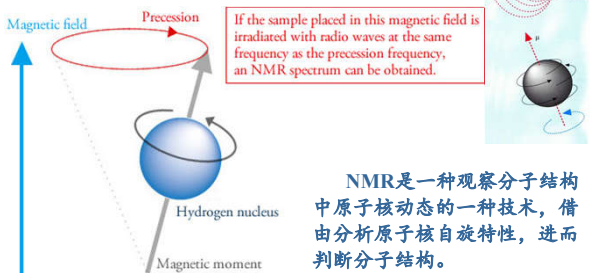 Magnetic field
Precession
If the sample placed in this magnetic field is
irradiated with radio waves at the same
frequency as the precession frequency,
an NMR spectrum can be obtained.
μ
Hydrogen nucleus
Magnetic moment
NMR是一种观察分子结构
中原子核动态的一种技术，借
由分析原子核自旋特性，进而
判断分子结构。